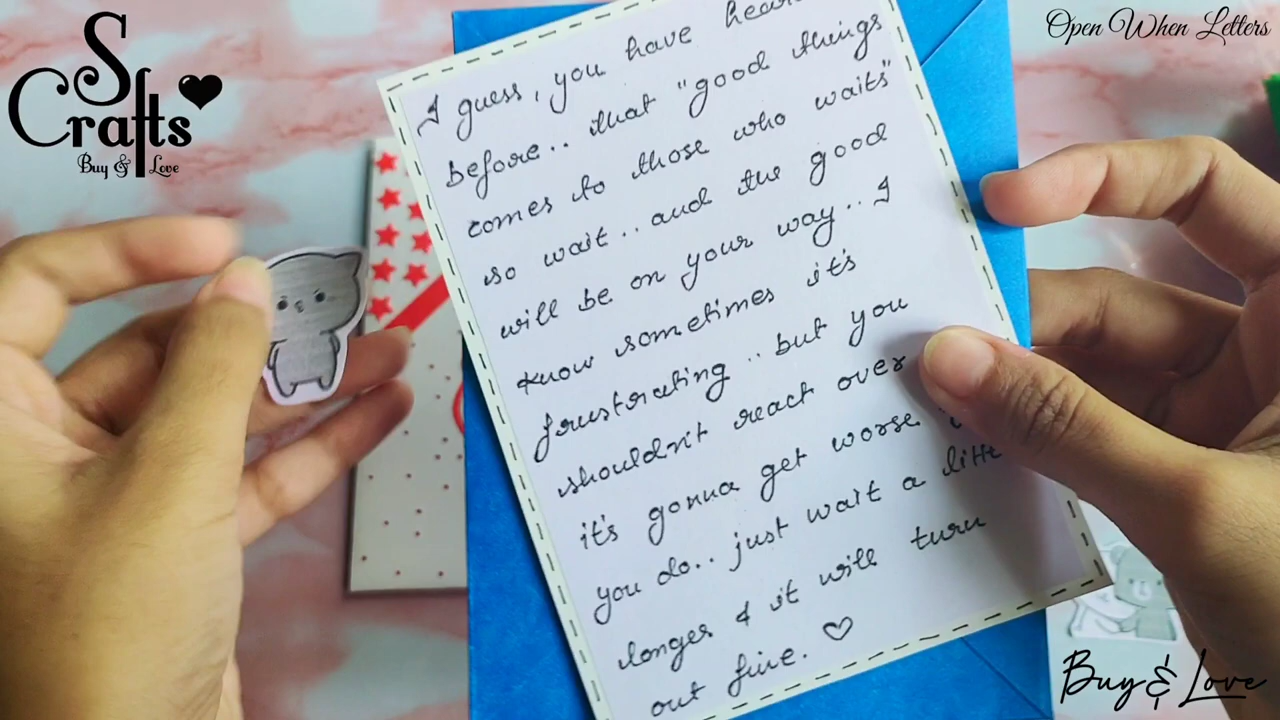 S
Crafts
Buy & Love
Open When Letters
I guess, you have
before.. that "good things
comes to those who waits"
so wait.. and the good
will be on your way.. I
know sometimes it's
frustrating.. but you
shouldn't react over
it's gonna get worse
you do.. just wait a
longer & it will turn
out fine. ♡
Buy & Love